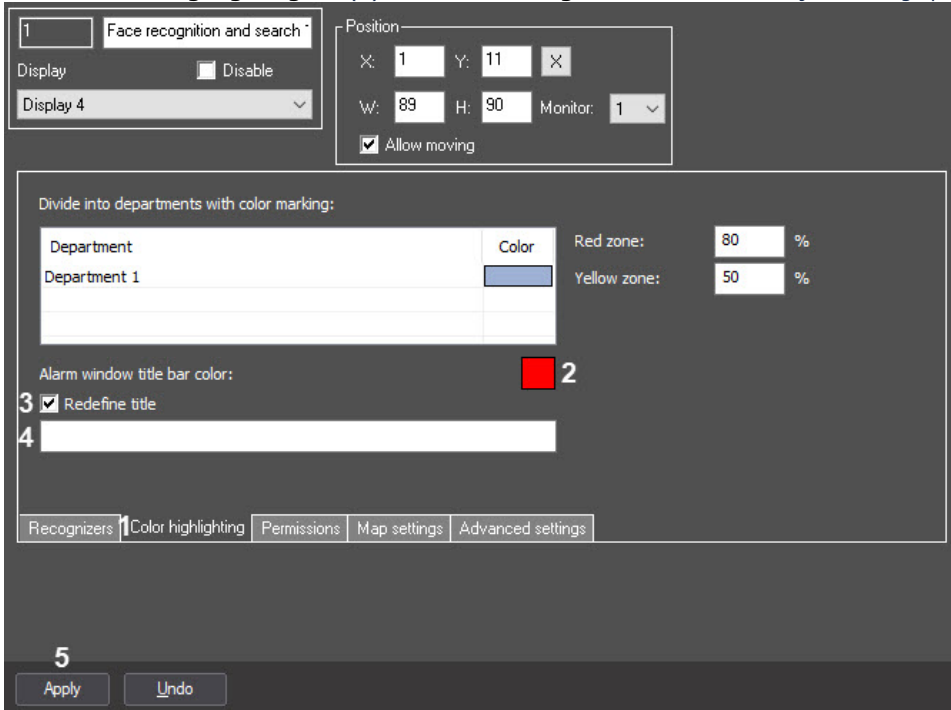 1 Face recognition and search
Display Disable
Display 4
Position
X: 1 Y: 11 X
W: 89 H: 90 Monitor: 1
Allow moving
Divide into departments with color marking:
Department Color
Department 1
Red zone: 80 %
Yellow zone: 50 %
Alarm window title bar color: 2
3 Redefine title
4
Recognizers 1 Color highlighting Permissions Map settings Advanced settings
5
Apply Undo